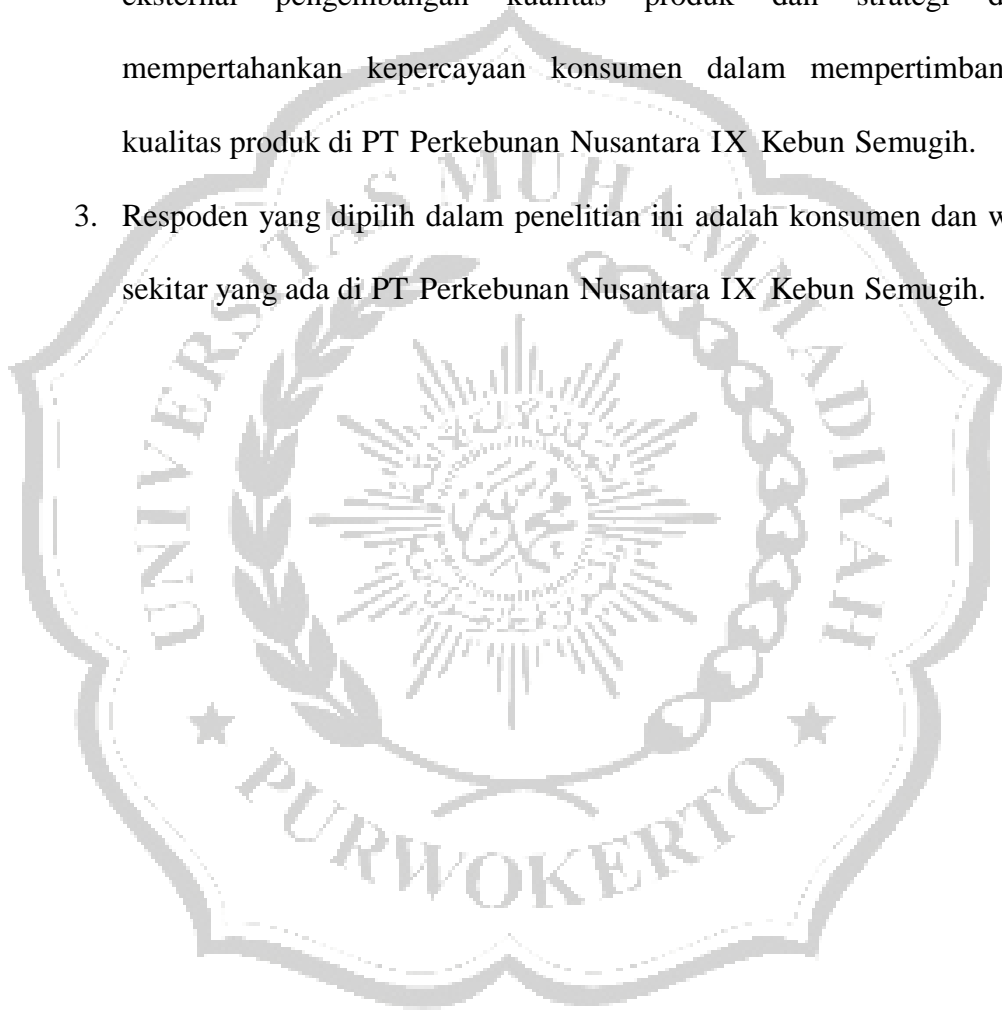 eksternal pengembangan kualitas produk dan strategi d
mempertahankan kepercayaan konsumen dalam mempertimban
kualitas produk di PT Perkebunan Nusantara IX Kebun Semugih.
3. Respoden yang dipilih dalam penelitian ini adalah konsumen dan w
sekitar yang ada di PT Perkebunan Nusantara IX Kebun Semugih.
UNIVERSITAS MUHAMMADIYAH
PURWOKERTO